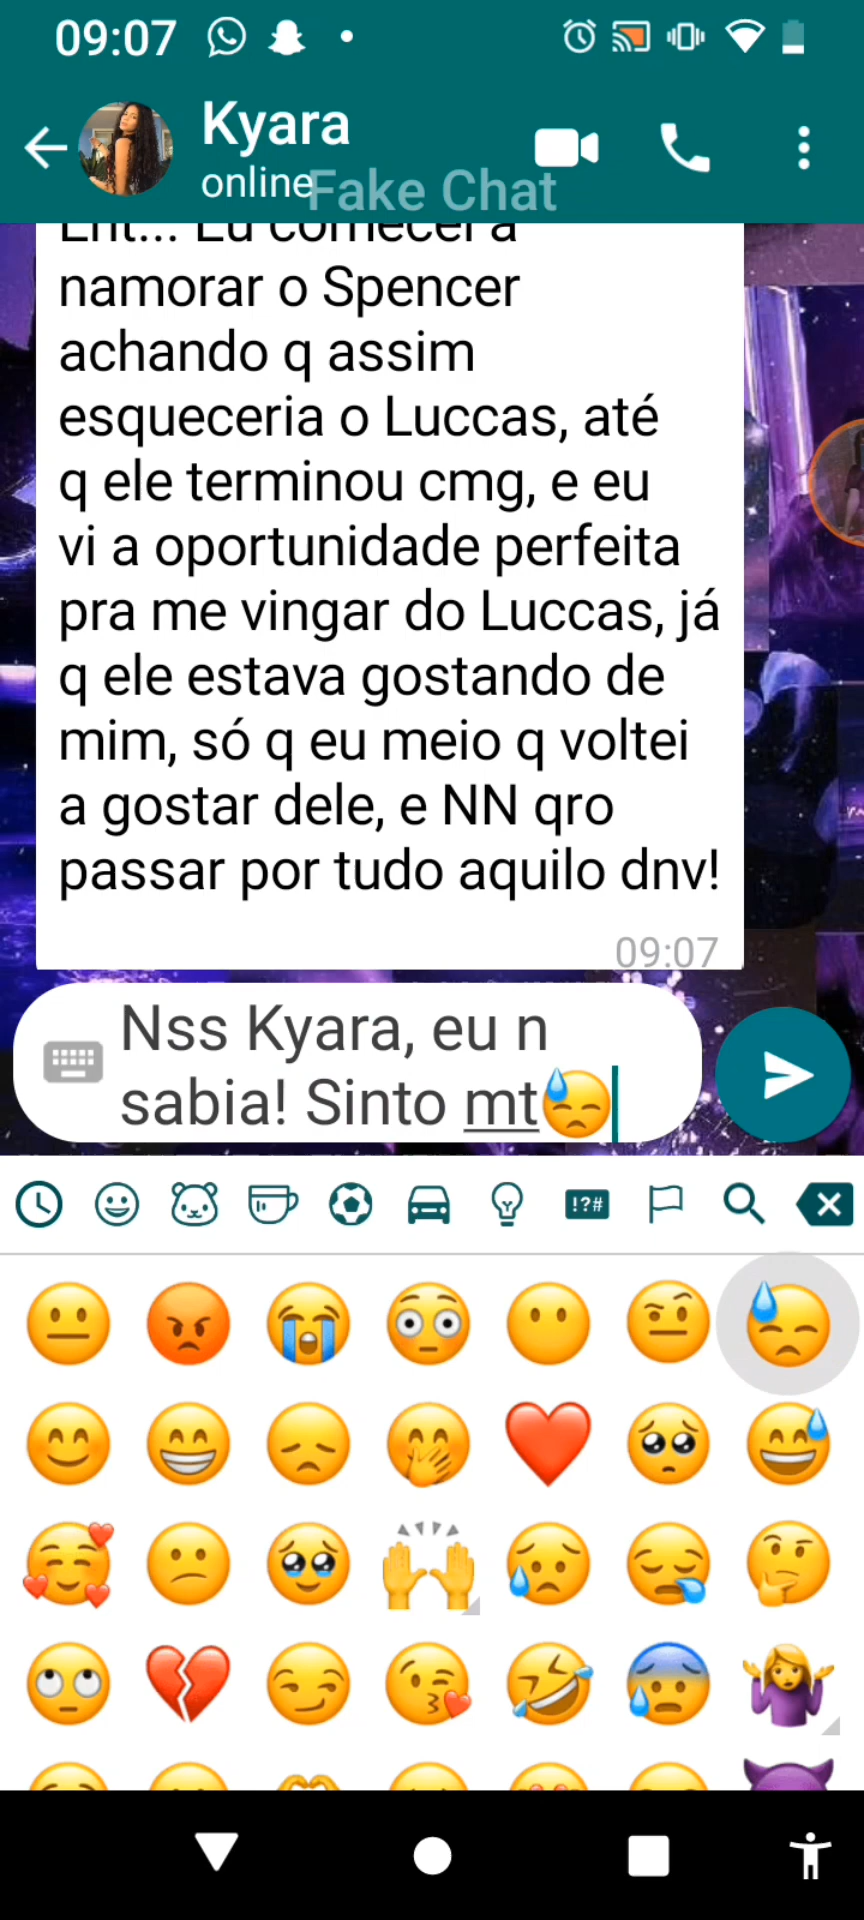 09:07
Kyara
online
Fake Chat
Ent... Eu comecei a
namorar o Spencer
achando q assim
esqueceria o Luccas, até
q ele terminou cmg, e eu
vi a oportunidade perfeita
pra me vingar do Luccas, já
q ele estava gostando de
mim, só q eu meio q voltei
a gostar dele, e NN qro
passar por tudo aquilo dnv!
09:07
Nss Kyara, eu n
sabia! Sinto mt😓
!?#